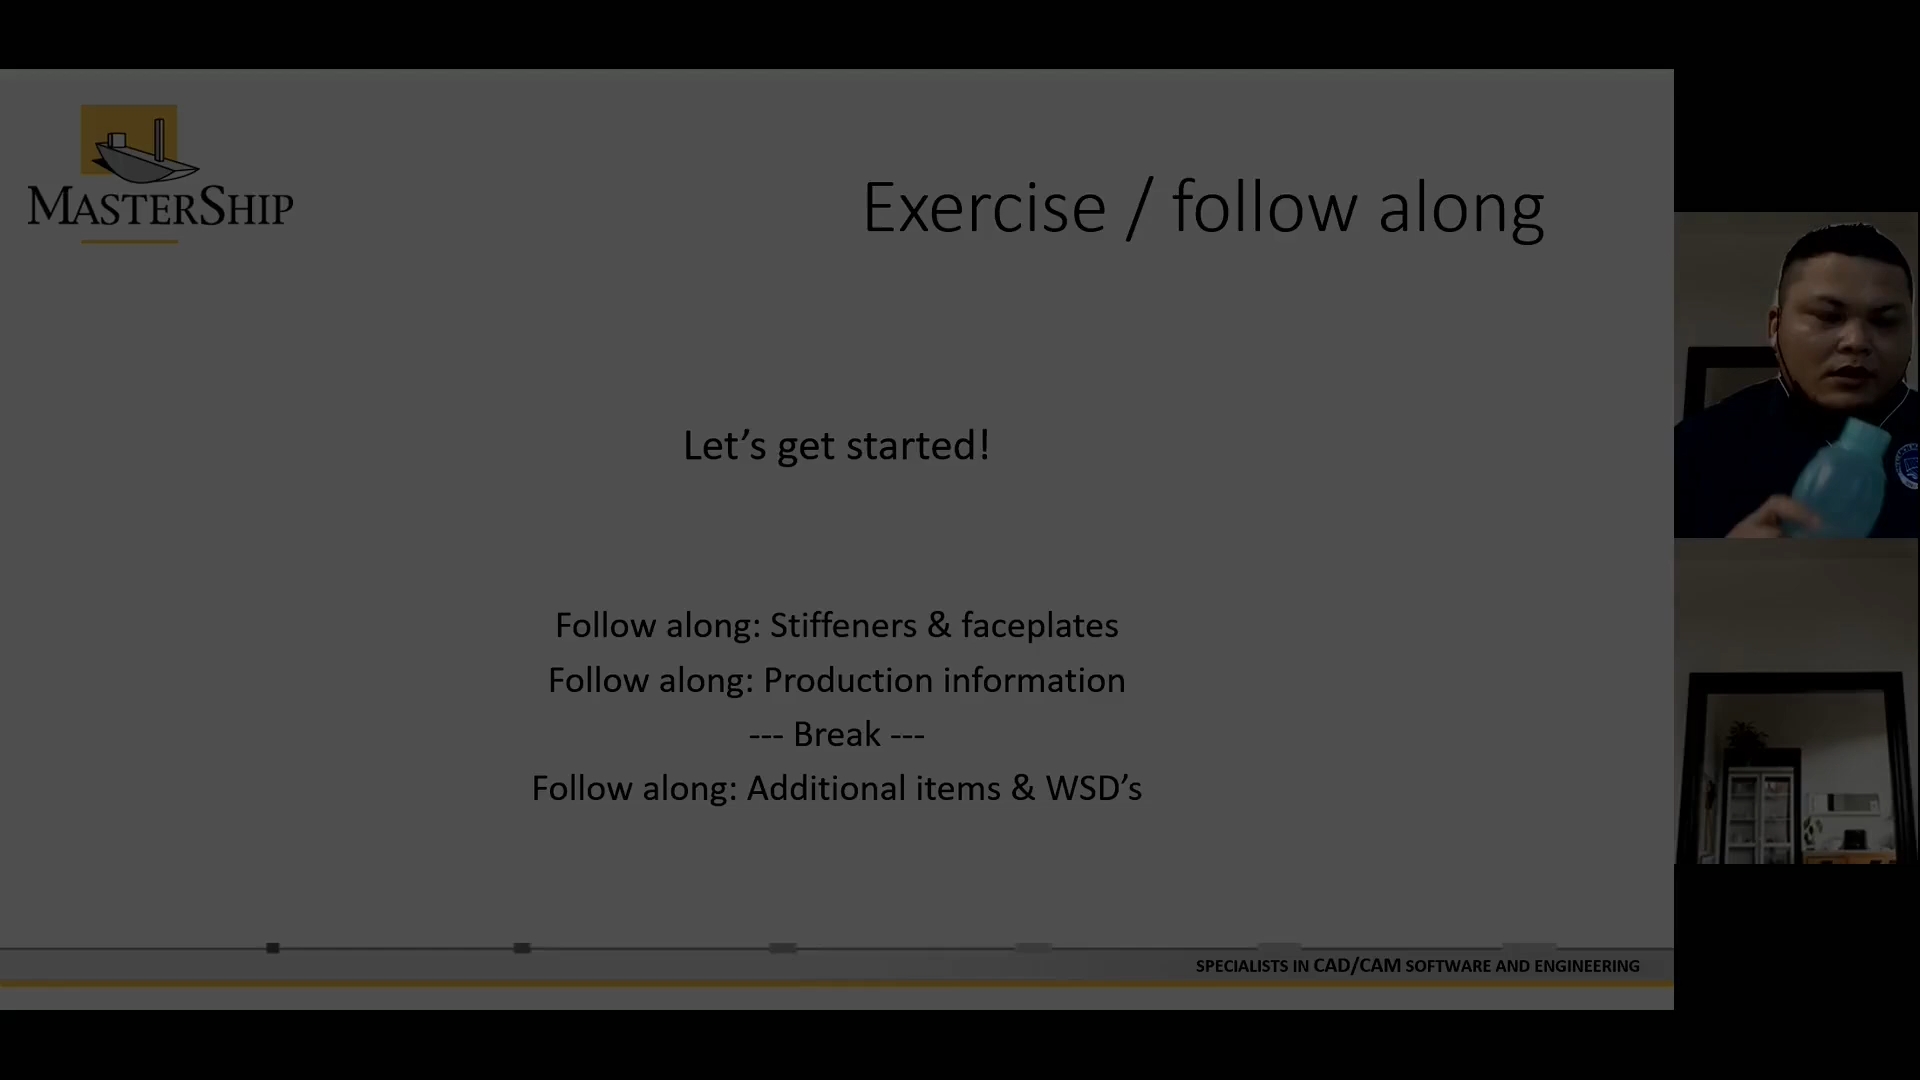 MASTERSHIP
Exercise / follow along
Let’s get started!
Follow along: Stiffeners & faceplates
Follow along: Production information
--- Break ---
Follow along: Additional items & WSD’s
SPECIALISTS IN CAD/CAM SOFTWARE AND ENGINEERING